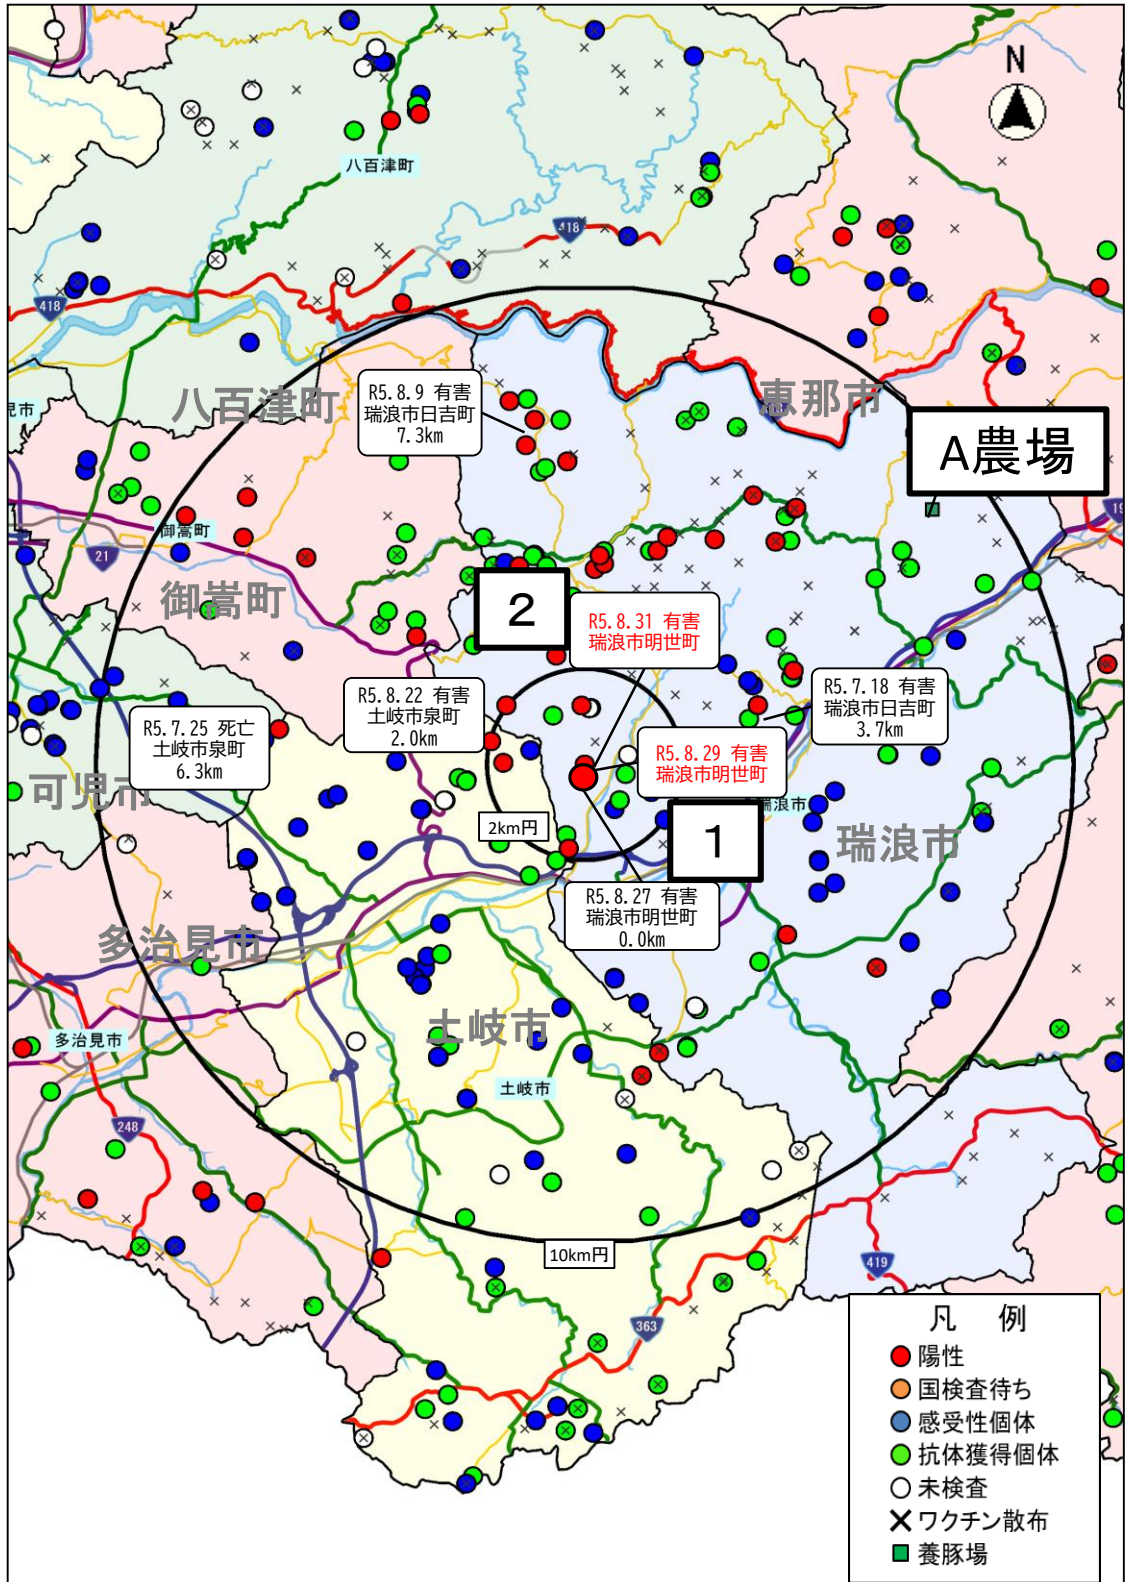 N
八百津町
418
418
八百津町
恵那市
見市
R5.8.9 有害
瑞浪市日吉町
7.3km
A農場
19
御嵩町
21
御嵩町
2
R5.8.31 有害
瑞浪市明世町
R5.8.22 有害
土岐市泉町
2.0km
R5.7.18 有害
瑞浪市日吉町
3.7km
R5.7.25 死亡
土岐市泉町
6.3km
R5.8.29 有害
瑞浪市明世町
可児市
2km円
瑞浪市
1
瑞浪市
R5.8.27 有害
瑞浪市明世町
0.0km
多治見市
土岐市
多治見市
土岐市
248
10km円
419
363
凡 例
陽性
国検査待ち
感受性個体
抗体獲得個体
未検査
ワクチン散布
養豚場